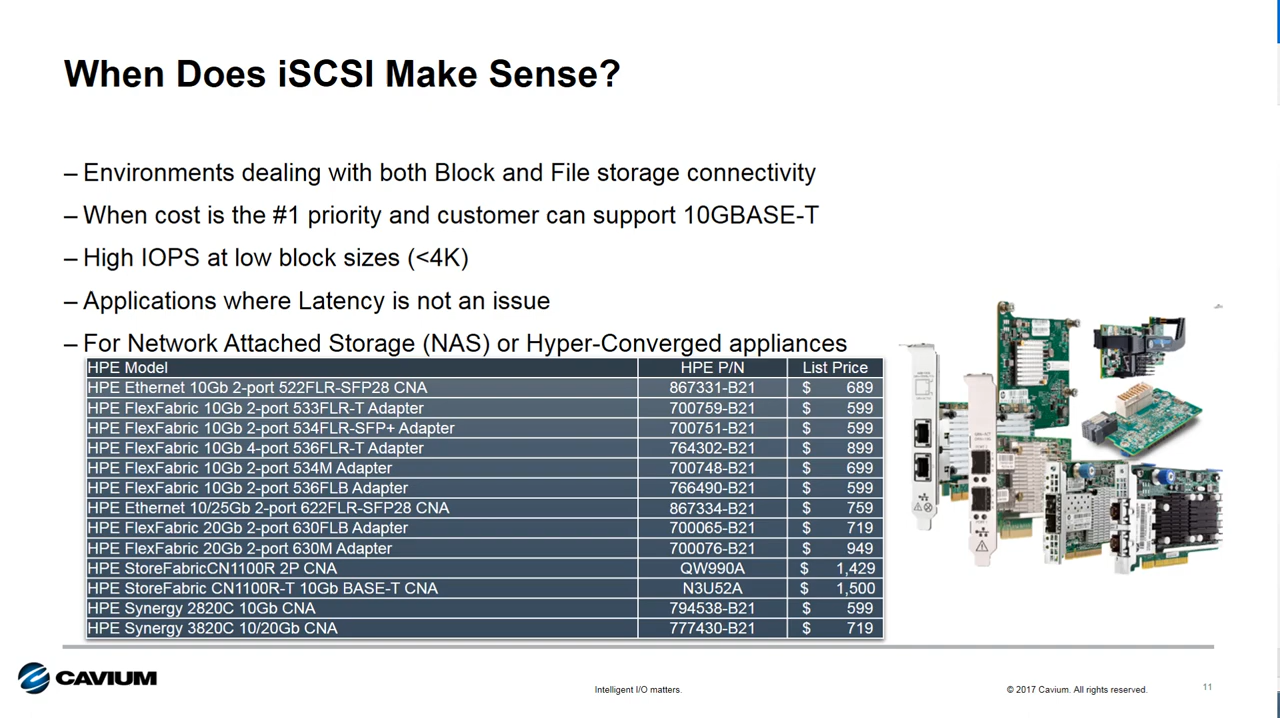 When Does iSCSI Make Sense?
– Environments dealing with both Block and File storage connectivity
– When cost is the #1 priority and customer can support 10GBASE-T
– High IOPS at low block sizes (<4K)
– Applications where Latency is not an issue
– For Network Attached Storage (NAS) or Hyper-Converged appliances
HPE Model HPE P/N List Price
HPE Ethernet 10Gb 2-port 522FLR-SFP28 CNA 867331-B21 $ 689
HPE FlexFabric 10Gb 2-port 533FLR-T Adapter 700759-B21 $ 599
HPE FlexFabric 10Gb 2-port 534FLR-SFP+ Adapter 700751-B21 $ 599
HPE FlexFabric 10Gb 4-port 536FLR-T Adapter 764302-B21 $ 899
HPE FlexFabric 10Gb 2-port 534M Adapter 700748-B21 $ 699
HPE FlexFabric 10Gb 2-port 536FLB Adapter 766490-B21 $ 599
HPE Ethernet 10/25Gb 2-port 622FLR-SFP28 CNA 867334-B21 $ 759
HPE FlexFabric 20Gb 2-port 630FLB Adapter 700065-B21 $ 719
HPE FlexFabric 20Gb 2-port 630M Adapter 700076-B21 $ 949
HPE StoreFabricCN1100R 2P CNA QW990A $ 1,429
HPE StoreFabric CN1100R-T 10Gb BASE-T CNA N3U52A $ 1,500
HPE Synergy 2820C 10Gb CNA 794538-B21 $ 599
HPE Synergy 3820C 10/20Gb CNA 777430-B21 $ 719
CAVIUM
Intelligent I/O matters.
© 2017 Cavium. All rights reserved.
11